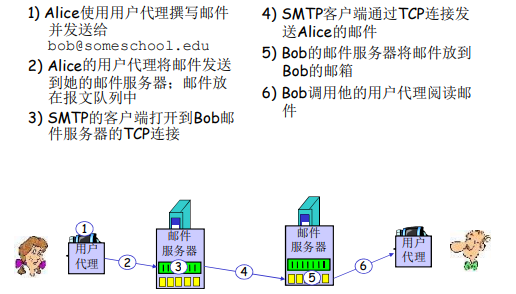 1) Alice使用用户代理撰写邮件
并发送给
bob@someschool.edu
2) Alice的用户代理将邮件发送
到她的邮件服务器；邮件放
在报文队列中
3) SMTP的客户端打开到Bob邮
件服务器的TCP连接
4) SMTP客户端通过TCP连接发
送Alice的邮件
5) Bob的邮件服务器将邮件放到
Bob的邮箱
6) Bob调用他的用户代理阅读邮
件
1
用户
代理
2
邮件
服务器
3
4
邮件
服务器
5
6
用户
代理